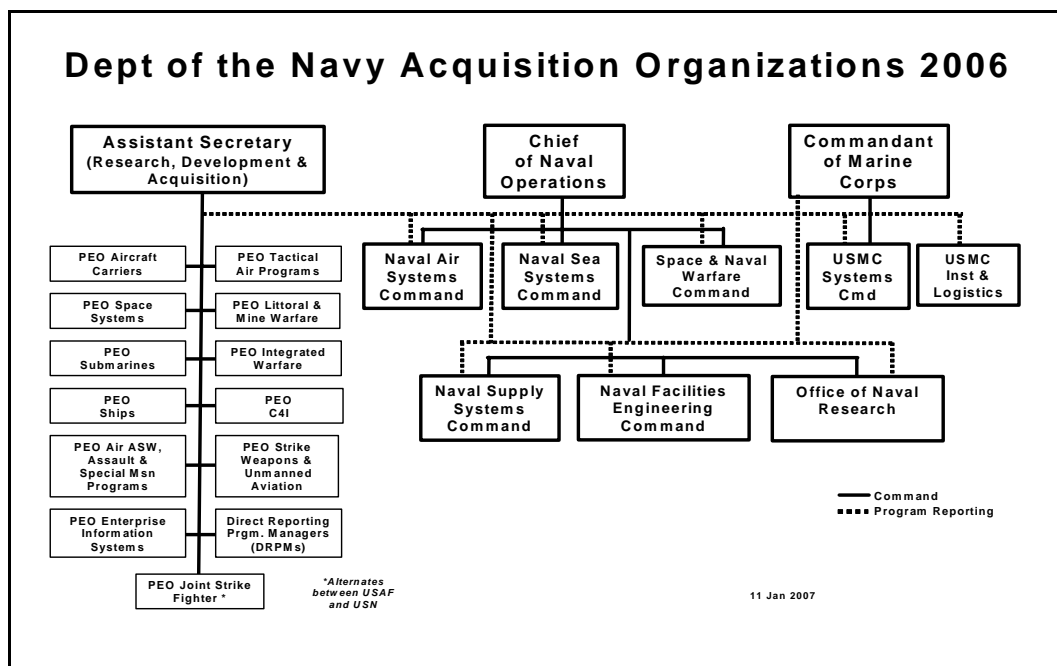 Dept of the Navy Acquisition Organizations 2006
Assistant Secretary
(Research, Development &
Acquisition)
Chief
of Naval
Operations
Commandant
of Marine
Corps
PEO Aircraft
Carriers
PEO Tactical
Air Programs
PEO Space
Systems
PEO Littoral &
Mine Warfare
PEO
Submarines
PEO Integrated
Warfare
PEO
Ships
PEO
C4I
PEO Air ASW,
Assault &
Special Msn
Programs
PEO Strike
Weapons &
Unmanned
Aviation
PEO Enterprise
Information
Systems
Direct Reporting
Prgm. Managers
(DRPMs)
PEO Joint Strike
Fighter *
*Alternates
between USAF
and USN
Naval Air
Systems
Command
Naval Sea
Systems
Command
Space & Naval
Warfare
Command
USMC
Systems
Cmd
USMC
Inst &
Logistics
Naval Supply
Systems
Command
Naval Facilities
Engineering
Command
Office of Naval
Research
Command
Program Reporting
11 Jan 2007